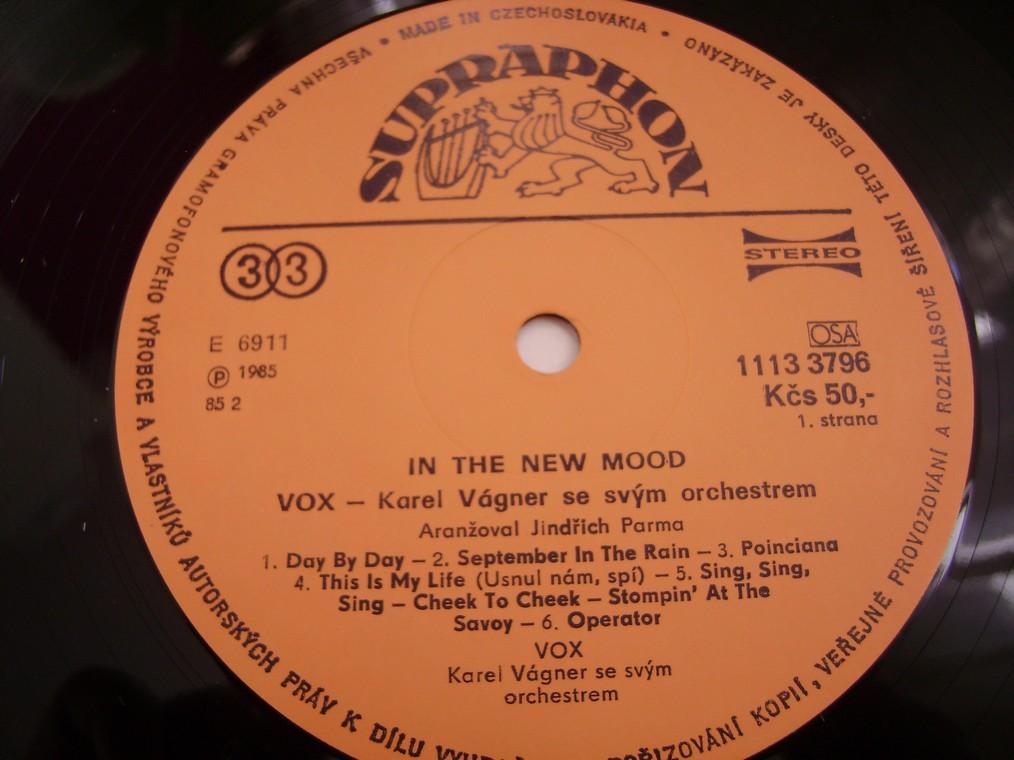 MADE IN CZECHOSLOVAKIA •
SUPRAPHON
33
STEREO
E 6911
Ⓟ 1985
85 2
OSA
1113 3796
Kčs 50,-
1. strana
IN THE NEW MOOD
VOX – Karel Vágner se svým orchestrem
Aranžoval Jindřich Parma
1. Day By Day – 2. September In The Rain – 3. Poinciana
4. This Is My Life (Usnul nám, spí) – 5. Sing, Sing,
Sing – Cheek To Cheek – Stompin' At The
Savoy – 6. Operator
VOX
Karel Vágner se svým
orchestrem
• VŠECHNA PRÁVA GRAMOFONOVÉHO VÝROBCE A VLASTNÍKŮ AUTORSKÝCH PRÁV K DÍLU
KOPIÍ, VEŘEJNÉ PROVOZOVÁNÍ A ROZHLASOVÉ ŠÍŘENÍ TÉTO DESKY JE ZAKÁZÁNO